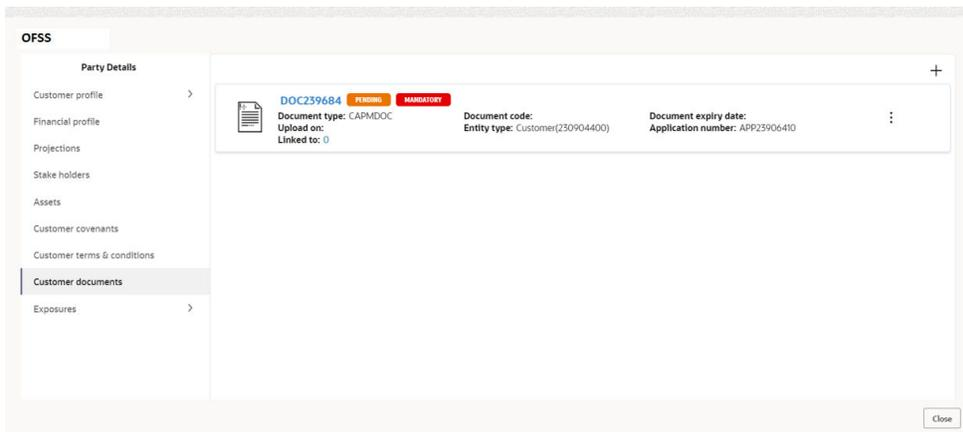 OFSS
Party Details
Customer profile
Financial profile
Projections
Stake holders
Assets
Customer covenants
Customer terms & conditions
Customer documents
Exposures
DOC239684 PENDING MANDATORY
Document type: CAPMDOC Document code: Document expiry date:
Upload on: Entity type: Customer(230904400) Application number: APP23906410
Linked to: 0
Close